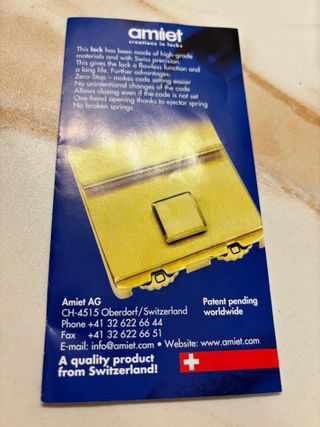 amiet
creations in locks
This lock has been made of high-grade
materials and with Swiss precision.
This gives the lock a flawless function and
a long life. Further advantages:
Zero-Stop – makes code setting easier
No unintentional changes of the code
Allows closing even if the code is not set
One-hand opening thanks to ejector spring
No broken springs
Amiet AG
CH-4515 Oberdorf/Switzerland
Phone +41 32 622 66 44
Fax +41 32 622 66 51
E-mail: info@amiet.com • Website: www.amiet.com
Patent pending
worldwide
A quality product
from Switzerland!